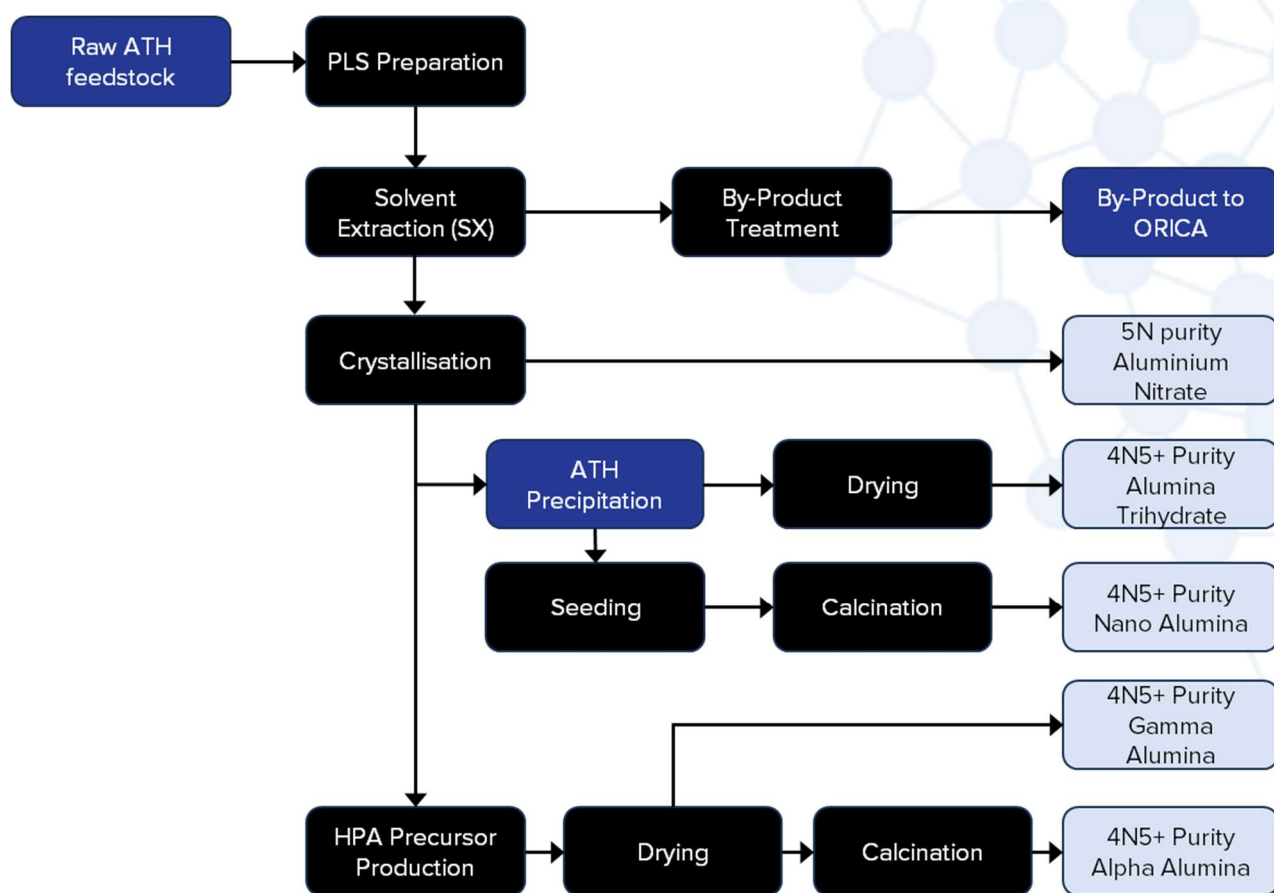 Raw ATH
feedstock
PLS Preparation
Solvent
Extraction (SX)
By-Product
Treatment
By-Product to
ORICA
Crystallisation
5N purity
Aluminium
Nitrate
ATH
Precipitation
Drying
4N5+ Purity
Alumina
Trihydrate
Seeding
Calcination
4N5+ Purity
Nano Alumina
4N5+ Purity
Gamma
Alumina
HPA Precursor
Production
Drying
Calcination
4N5+ Purity
Alpha Alumina